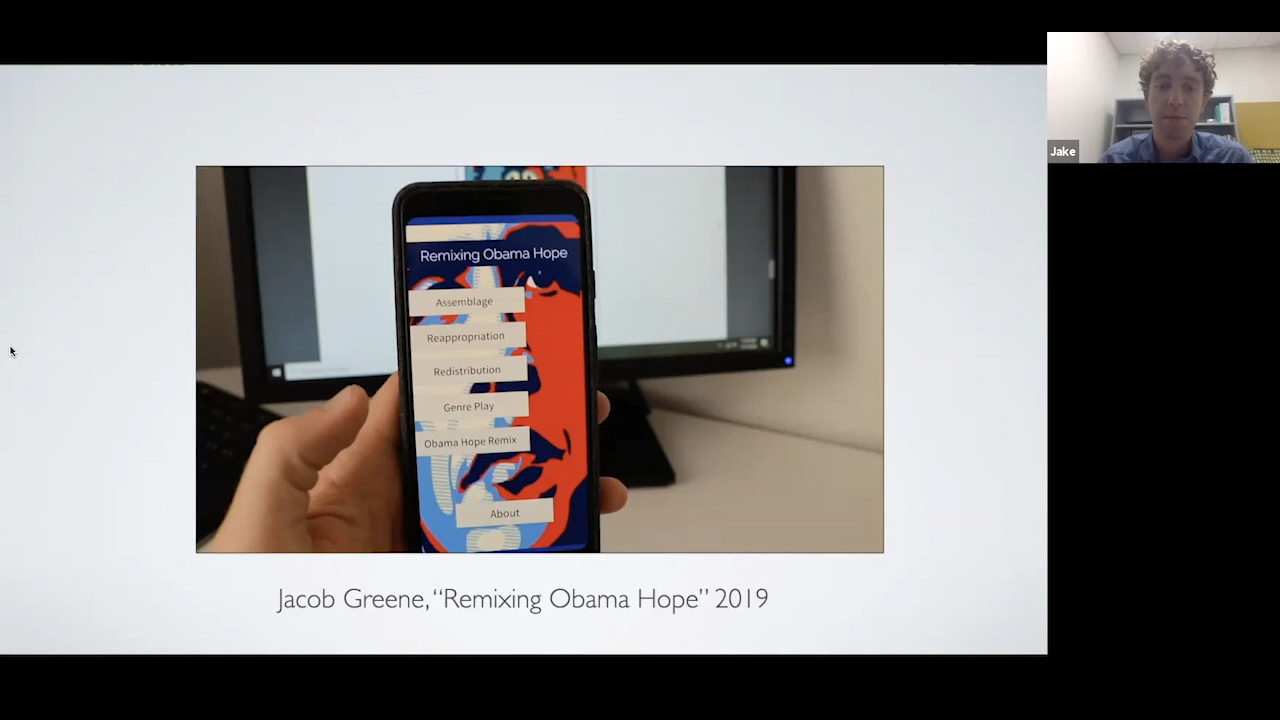 Jake
Remixing Obama Hope
Assemblage
Reappropriation
Redistribution
Genre Play
Obama Hope Remix
About
Jacob Greene, “Remixing Obama Hope” 2019